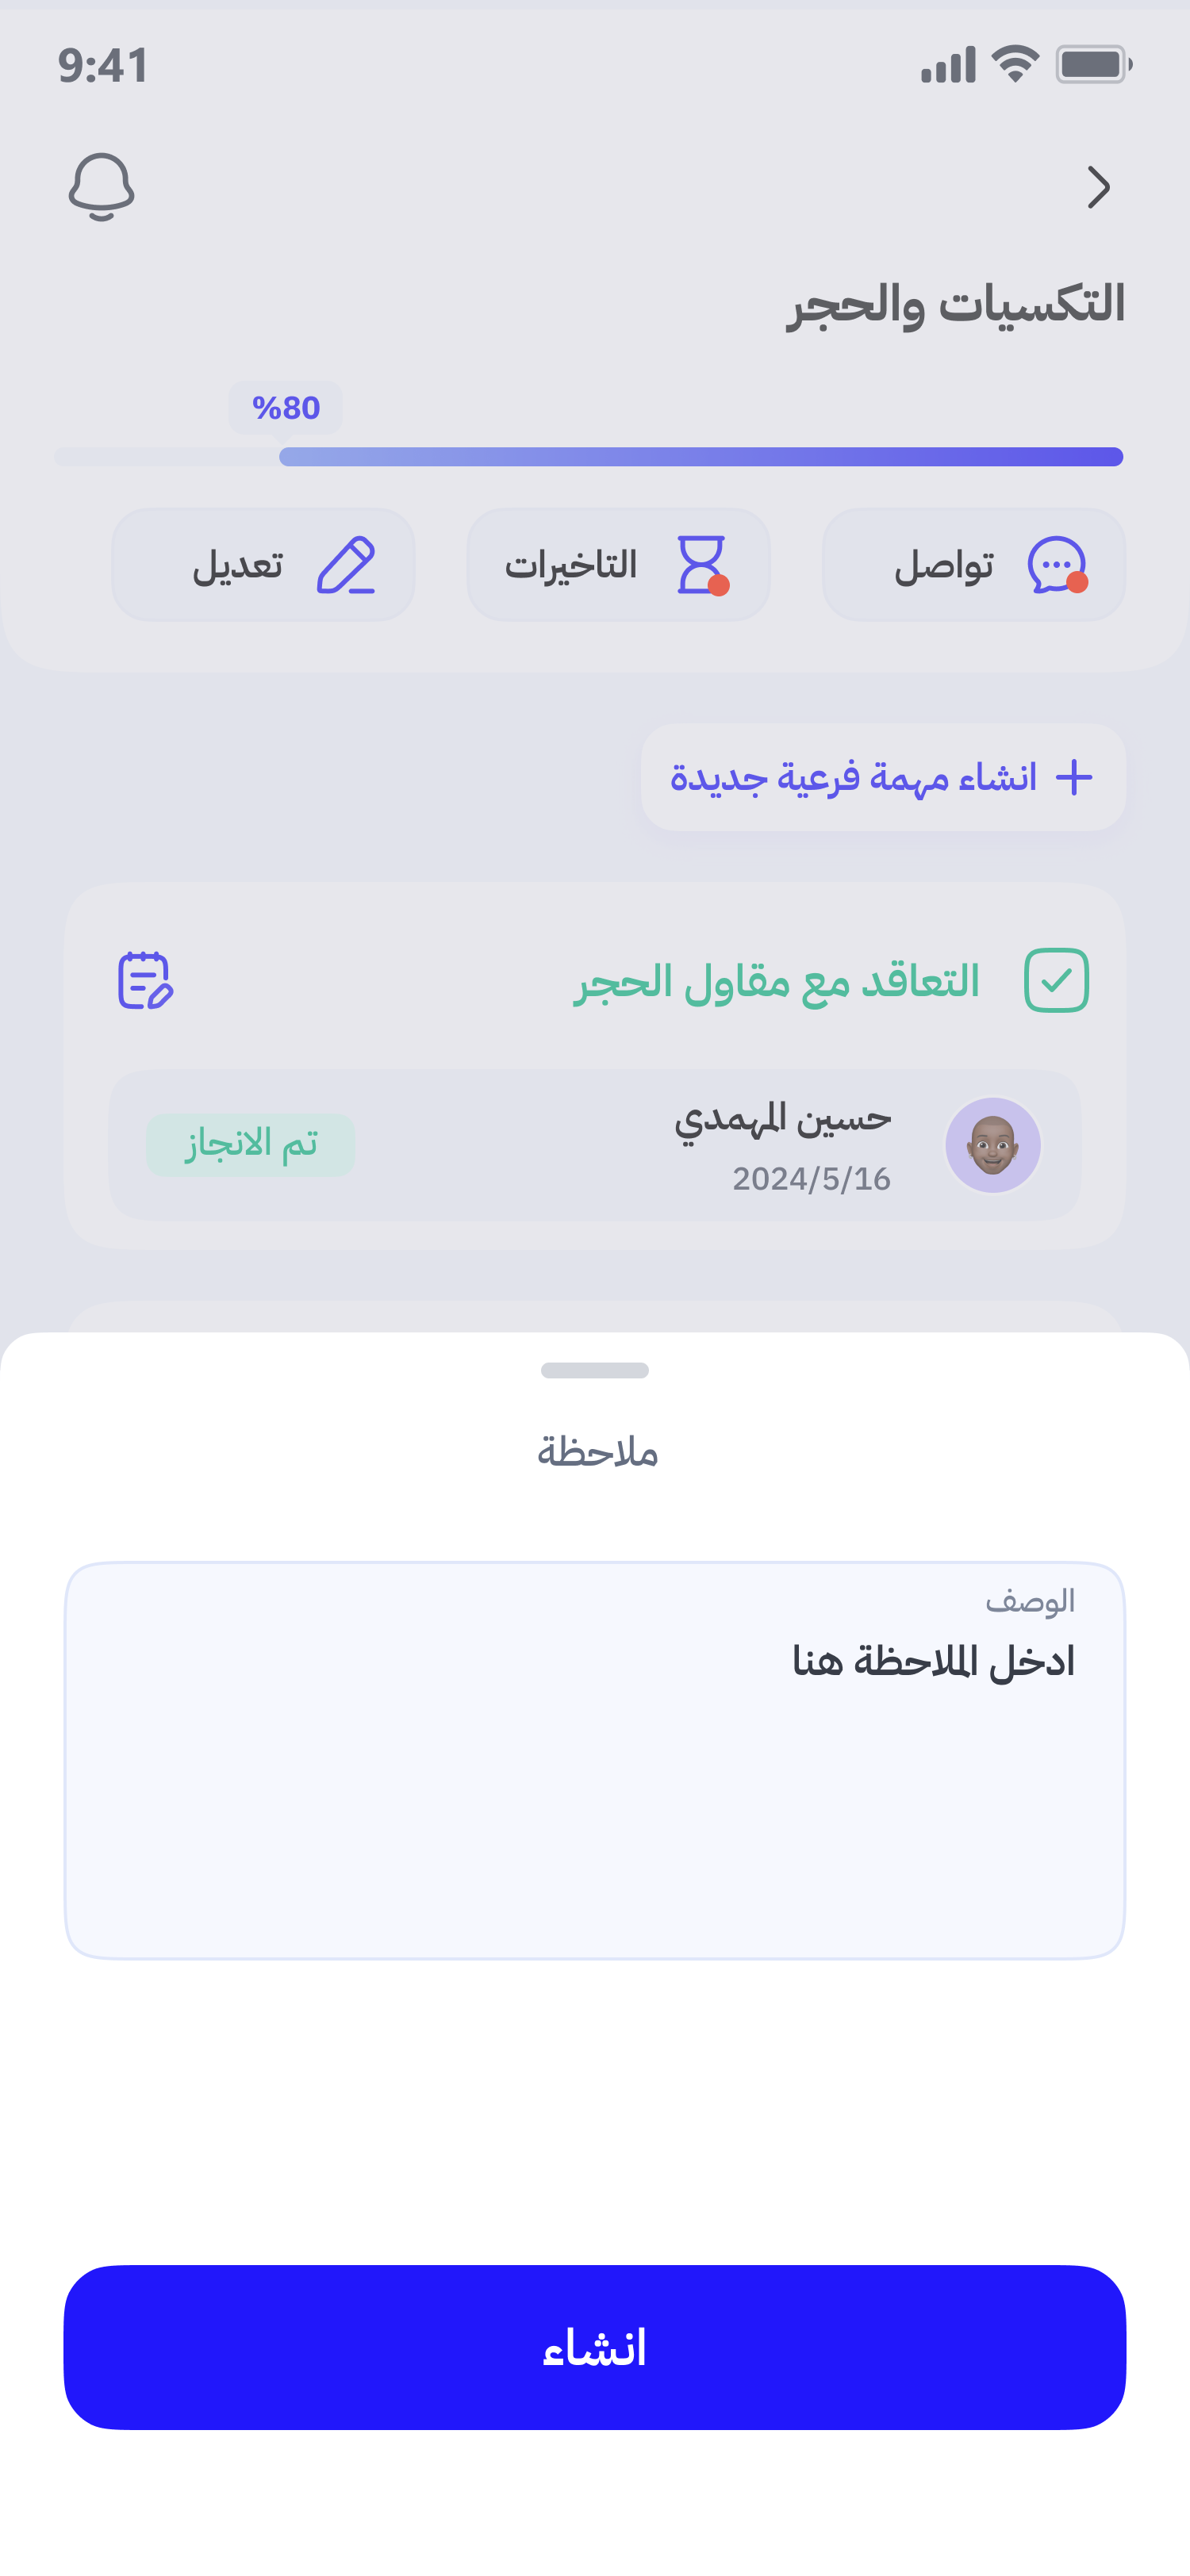 9:41
التكسيات والحجر
%80
تواصل
التاخيرات
تعديل
انشاء مهمة فرعية جديدة
التعاقد مع مقاول الحجر
حسين المهدي
تم الانجاز
2024/5/16
ملاحظة
الوصف
ادخل الملاحظة هنا
انشاء